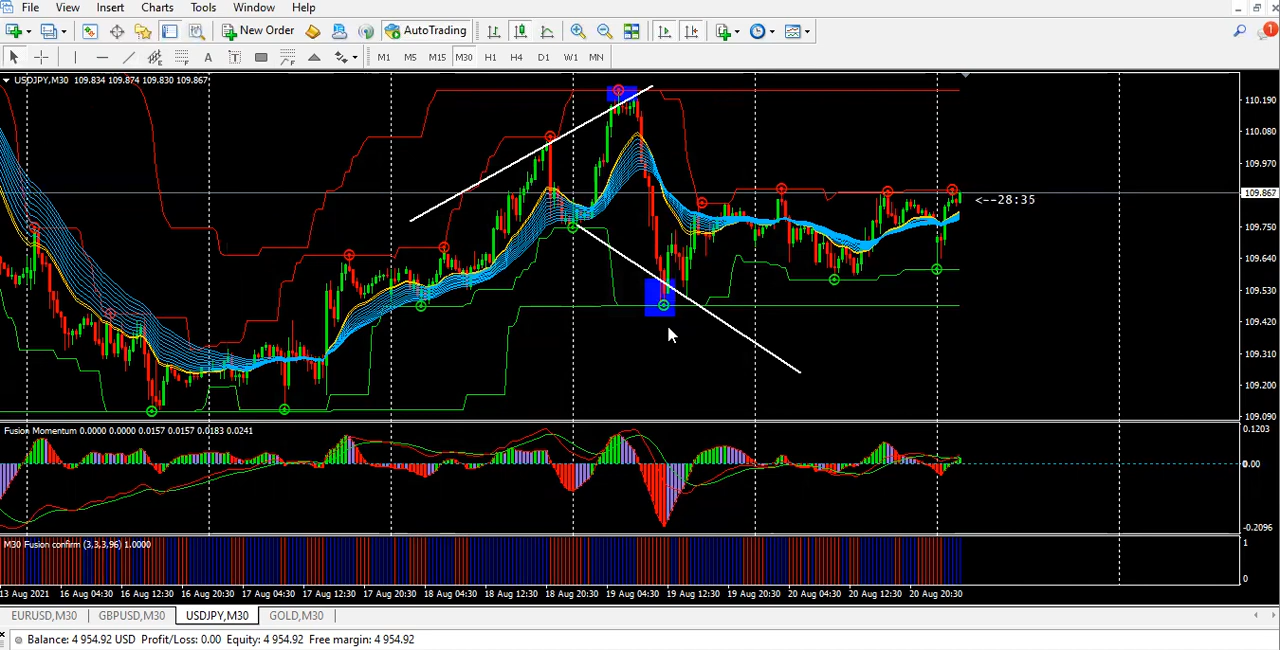 File View Insert Charts Tools Window Help
New Order AutoTrading 1
A T M1 M5 M15 M30 H1 H4 D1 W1 MN
USDJPY,M30 109.834 109.874 109.830 109.867
110.190
110.080
109.970
109.867
<--28:35
109.750
109.640
109.530
109.420
109.310
109.200
109.090
Fusion Momentum 0.0000 0.0000 0.0157 0.0157 0.0183 0.0241
0.1203
0.00
-0.2096
M30 Fusion confirm (3,3,3,96) 1.0000
1
0
13 Aug 2021 16 Aug 04:30 16 Aug 12:30 16 Aug 20:30 17 Aug 04:30 17 Aug 12:30 17 Aug 20:30 18 Aug 04:30 18 Aug 12:30 18 Aug 20:30 19 Aug 04:30 19 Aug 12:30 19 Aug 20:30 20 Aug 04:30 20 Aug 12:30 20 Aug 20:30
EURUSD,M30 GBPUSD,M30 USDJPY,M30 GOLD,M30
Balance: 4 954.92 USD Profit/Loss: 0.00 Equity: 4 954.92 Free margin: 4 954.92